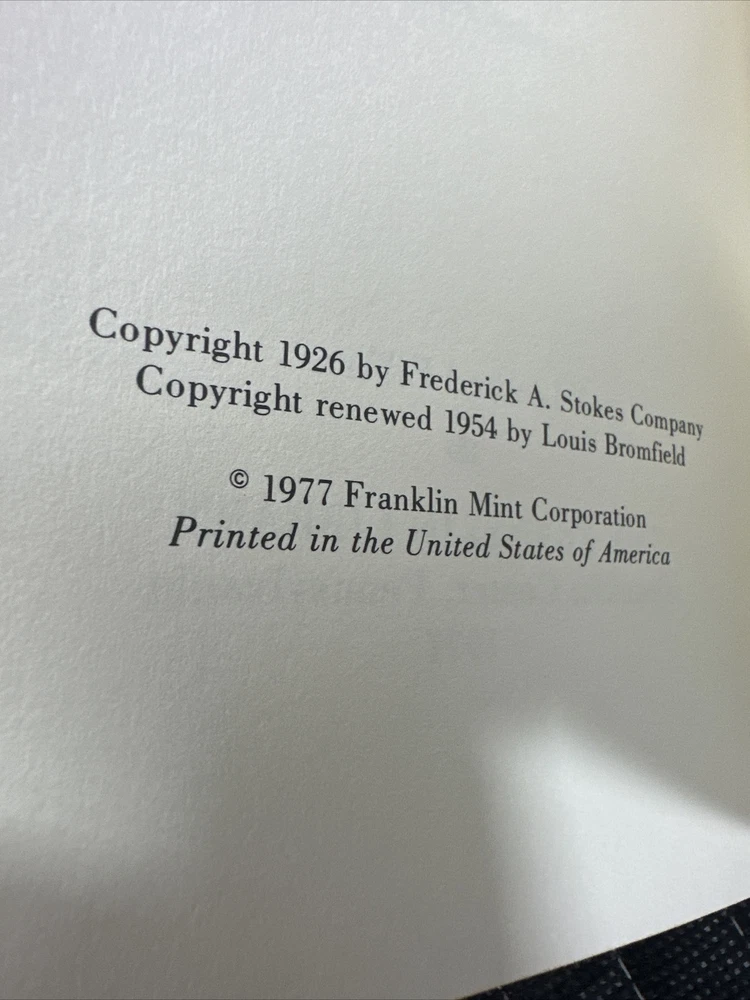 Copyright 1926 by Frederick A. Stokes Company
Copyright renewed 1954 by Louis Bromfield
© 1977 Franklin Mint Corporation
Printed in the United States of America